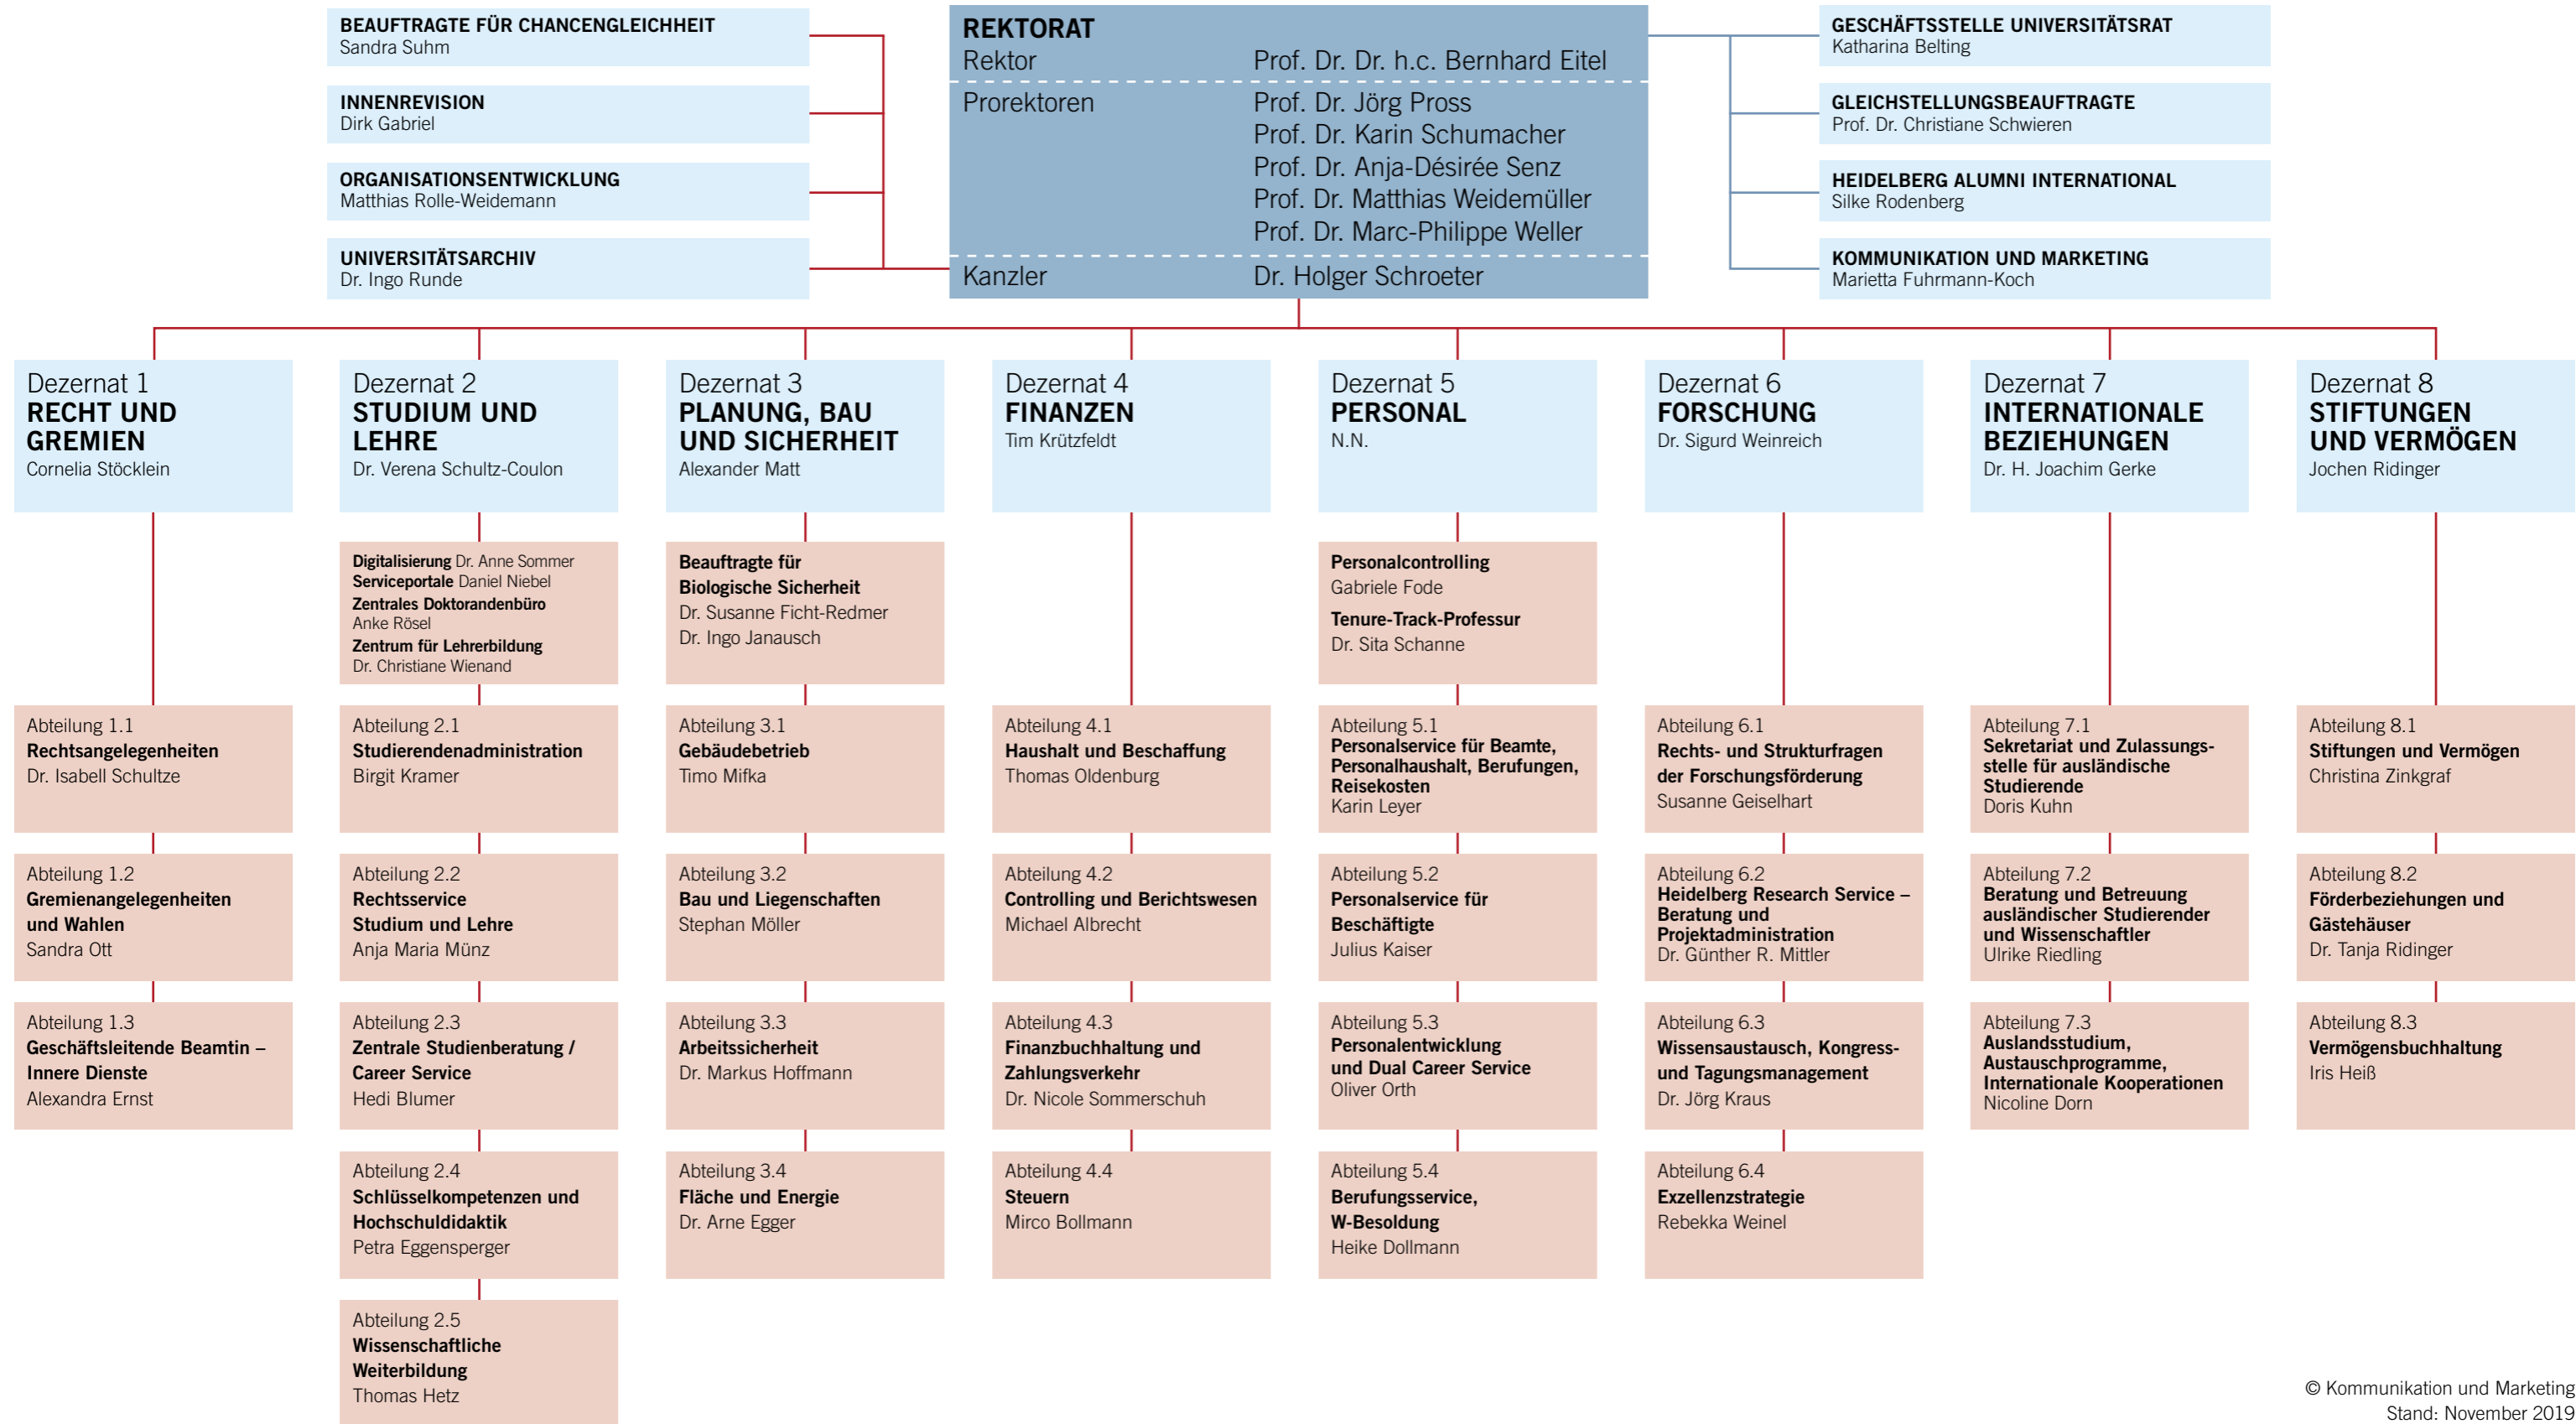 BEAUFTRAGTE FÜR CHANCENGLEICHHEIT
Sandra Suhm
INNENREVISION
Dirk Gabriel
ORGANISATIONSENTWICKLUNG
Matthias Rolle-Weidemann
UNIVERSITÄTSARCHIV
Dr. Ingo Runde
REKTORAT
Rektor Prof. Dr. Dr. h.c. Bernhard Eitel
Prorektoren Prof. Dr. Jörg Pross
Prof. Dr. Karin Schumacher
Prof. Dr. Anja-Désirée Senz
Prof. Dr. Matthias Weidemüller
Prof. Dr. Marc-Philippe Weller
Kanzler Dr. Holger Schroeter
GESCHÄFTSSTELLE UNIVERSITÄTSRAT
Katharina Belting
GLEICHSTELLUNGSBEAUFTRAGTE
Prof. Dr. Christiane Schwieren
HEIDELBERG ALUMNI INTERNATIONAL
Silke Rodenberg
KOMMUNIKATION UND MARKETING
Marietta Fuhrmann-Koch
Dezernat 1
RECHT UND
GREMIEN
Cornelia Stöcklein
Abteilung 1.1
Rechtsangelegenheiten
Dr. Isabell Schultze
Abteilung 1.2
Gremienangelegenheiten
und Wahlen
Sandra Ott
Abteilung 1.3
Geschäftsleitende Beamtin –
Innere Dienste
Alexandra Ernst
Dezernat 2
STUDIUM UND
LEHRE
Dr. Verena Schultz-Coulon
Digitalisierung Dr. Anne Sommer
Serviceportale Daniel Niebel
Zentrales Doktorandenbüro
Anke Rösel
Zentrum für Lehrerbildung
Dr. Christiane Wienand
Abteilung 2.1
Studierendenadministration
Birgit Kramer
Abteilung 2.2
Rechtsservice
Studium und Lehre
Anja Maria Münz
Abteilung 2.3
Zentrale Studienberatung /
Career Service
Hedi Blumer
Abteilung 2.4
Schlüsselkompetenzen und
Hochschuldidaktik
Petra Eggensperger
Abteilung 2.5
Wissenschaftliche
Weiterbildung
Thomas Hetz
Dezernat 3
PLANUNG, BAU
UND SICHERHEIT
Alexander Matt
Beauftragte für
Biologische Sicherheit
Dr. Susanne Ficht-Redmer
Dr. Ingo Janausch
Abteilung 3.1
Gebäudebetrieb
Timo Mifka
Abteilung 3.2
Bau und Liegenschaften
Stephan Möller
Abteilung 3.3
Arbeitssicherheit
Dr. Markus Hoffmann
Abteilung 3.4
Fläche und Energie
Dr. Arne Egger
Dezernat 4
FINANZEN
Tim Krützfeldt
Abteilung 4.1
Haushalt und Beschaffung
Thomas Oldenburg
Abteilung 4.2
Controlling und Berichtswesen
Michael Albrecht
Abteilung 4.3
Finanzbuchhaltung und
Zahlungsverkehr
Dr. Nicole Sommerschuh
Abteilung 4.4
Steuern
Mirco Bollmann
Dezernat 5
PERSONAL
N.N.
Personalcontrolling
Gabriele Fode
Tenure-Track-Professur
Dr. Sita Schanne
Abteilung 5.1
Personalservice für Beamte,
Personalhaushalt, Berufungen,
Reisekosten
Karin Leyer
Abteilung 5.2
Personalservice für
Beschäftigte
Julius Kaiser
Abteilung 5.3
Personalentwicklung
und Dual Career Service
Oliver Orth
Abteilung 5.4
Berufungsservice,
W-Besoldung
Heike Dollmann
Dezernat 6
FORSCHUNG
Dr. Sigurd Weinreich
Abteilung 6.1
Rechts- und Strukturfragen
der Forschungsförderung
Susanne Geiselhart
Abteilung 6.2
Heidelberg Research Service –
Beratung und
Projektadministration
Dr. Günther R. Mittler
Abteilung 6.3
Wissensaustausch, Kongress-
und Tagungsmanagement
Dr. Jörg Kraus
Abteilung 6.4
Exzellenzstrategie
Rebekka Weinel
Dezernat 7
INTERNATIONALE
BEZIEHUNGEN
Dr. H. Joachim Gerke
Abteilung 7.1
Sekretariat und Zulassungs-
stelle für ausländische
Studierende
Doris Kuhn
Abteilung 7.2
Beratung und Betreuung
ausländischer Studierender
und Wissenschaftler
Ulrike Riedling
Abteilung 7.3
Auslandsstudium,
Austauschprogramme,
Internationale Kooperationen
Nicoline Dorn
Dezernat 8
STIFTUNGEN
UND VERMÖGEN
Jochen Ridinger
Abteilung 8.1
Stiftungen und Vermögen
Christina Zinkgraf
Abteilung 8.2
Förderbeziehungen und
Gästehäuser
Dr. Tanja Ridinger
Abteilung 8.3
Vermögensbuchhaltung
Iris Heiß
© Kommunikation und Marketing
Stand: November 2019